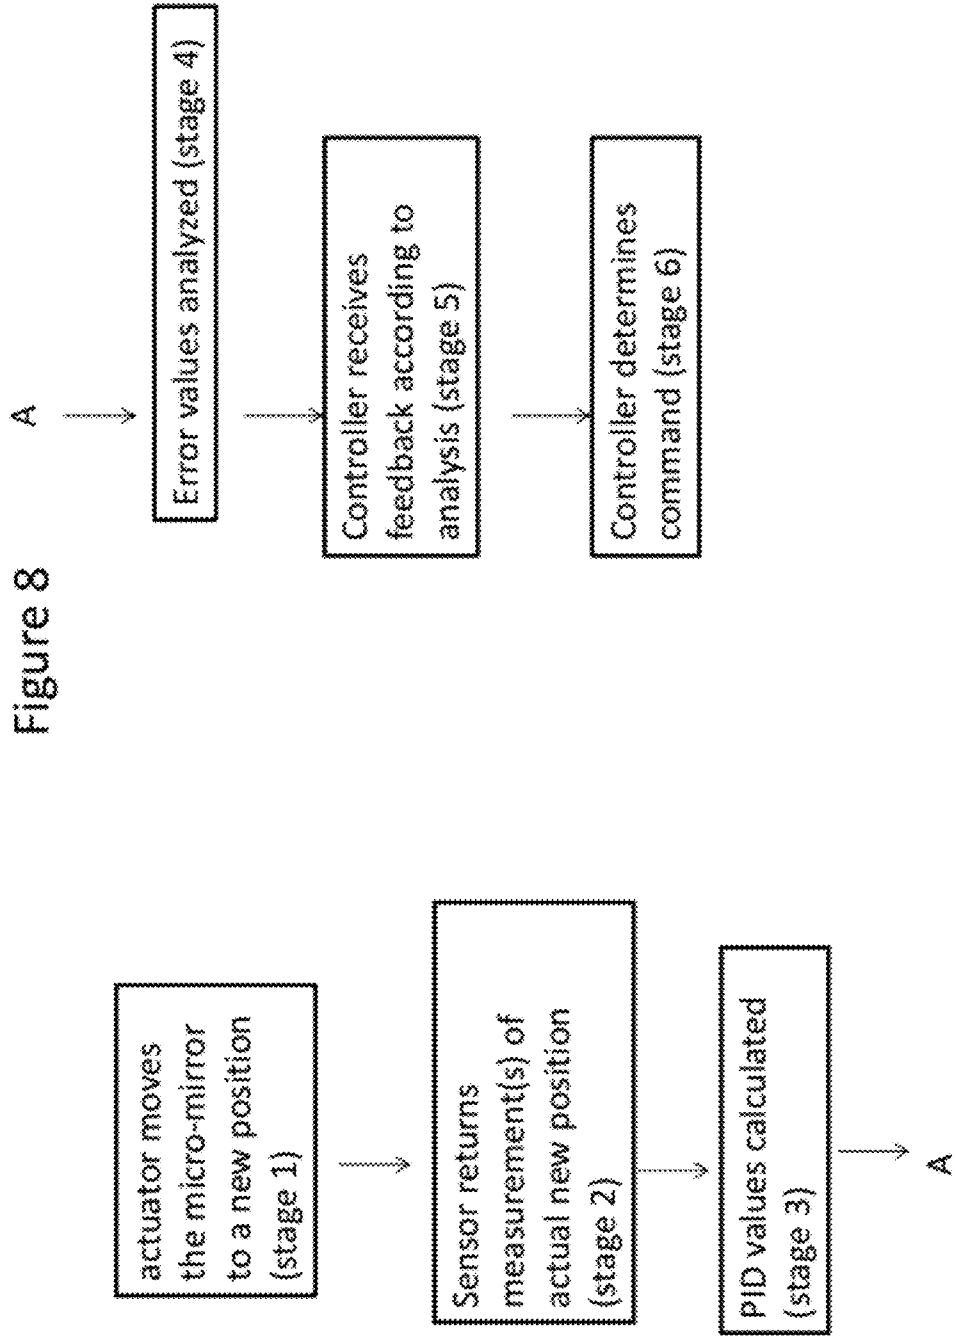 Figure 8
actuator moves
the micro-mirror
to a new position
(stage 1)
Sensor returns
measurement(s) of
actual new position
(stage 2)
PID values calculated
(stage 3)
A
A
Error values analyzed (stage 4)
Controller receives
feedback according to
analysis (stage 5)
Controller determines
command (stage 6)